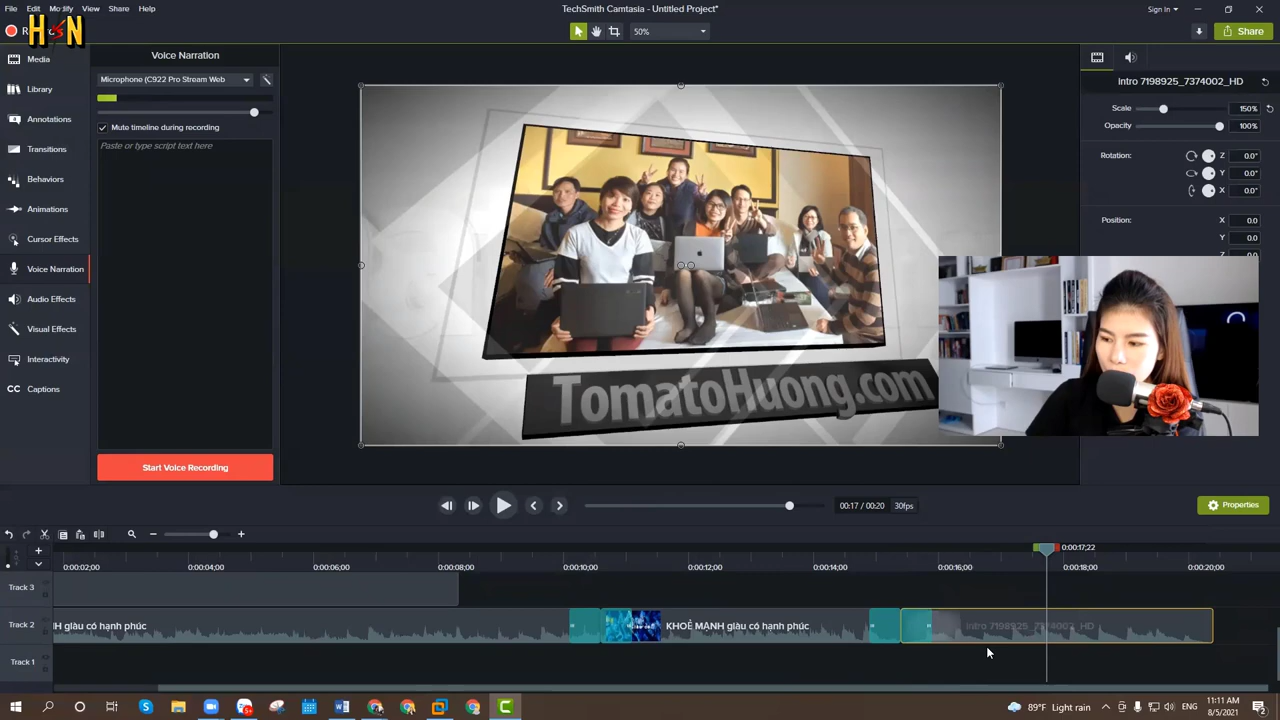 File Edit Modify View Share Help
TechSmith Camtasia - Untitled Project*
Sign In
HSN
50%
Share
Media
Library
Annotations
Transitions
Behaviors
Animations
Cursor Effects
Voice Narration
Audio Effects
Visual Effects
Interactivity
CC Captions
Voice Narration
Microphone (C922 Pro Stream Web
Mute timeline during recording
Paste or type script text here
Start Voice Recording
TomatoHuong.com
Intro 7198925_7374002_HD
Scale 150%
Opacity 100%
Rotation: Z 0.0°
Y 0.0°
X 0.0°
Position: X 0.0
Y 0.0
00:17 / 00:20 30fps
Properties
0:00:17;22
0:00:02;00 0:00:04;00 0:00:06;00 0:00:08;00 0:00:10;00 0:00:12;00 0:00:14;00 0:00:16;00 0:00:18;00 0:00:20;00
Track 3
Track 2
giàu có hạnh phúc
KHOẺ MẠNH giàu có hạnh phúc
Intro 7198925_7374002_HD
Track 1
89°F Light rain
11:11 AM
8/5/2021